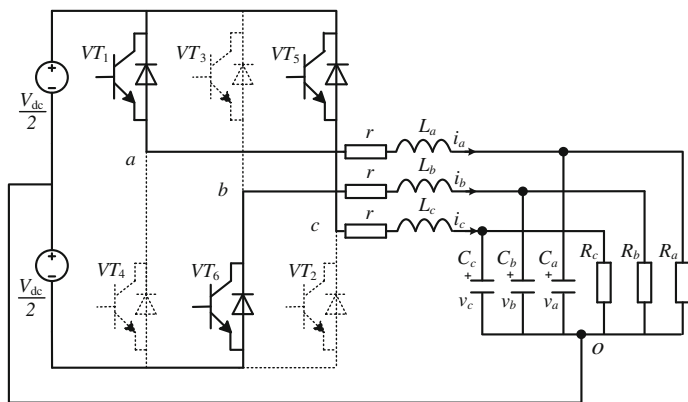 VT1
VT3
VT5
+
−
Vdc
2
a
r
La
ia
b
r
Lb
ib
c
r
Lc
ic
+
−
Vdc
2
VT4
VT6
VT2
Cc
Cb
Ca
Rc
Rb
Ra
+
+
+
vc
vb
va
o